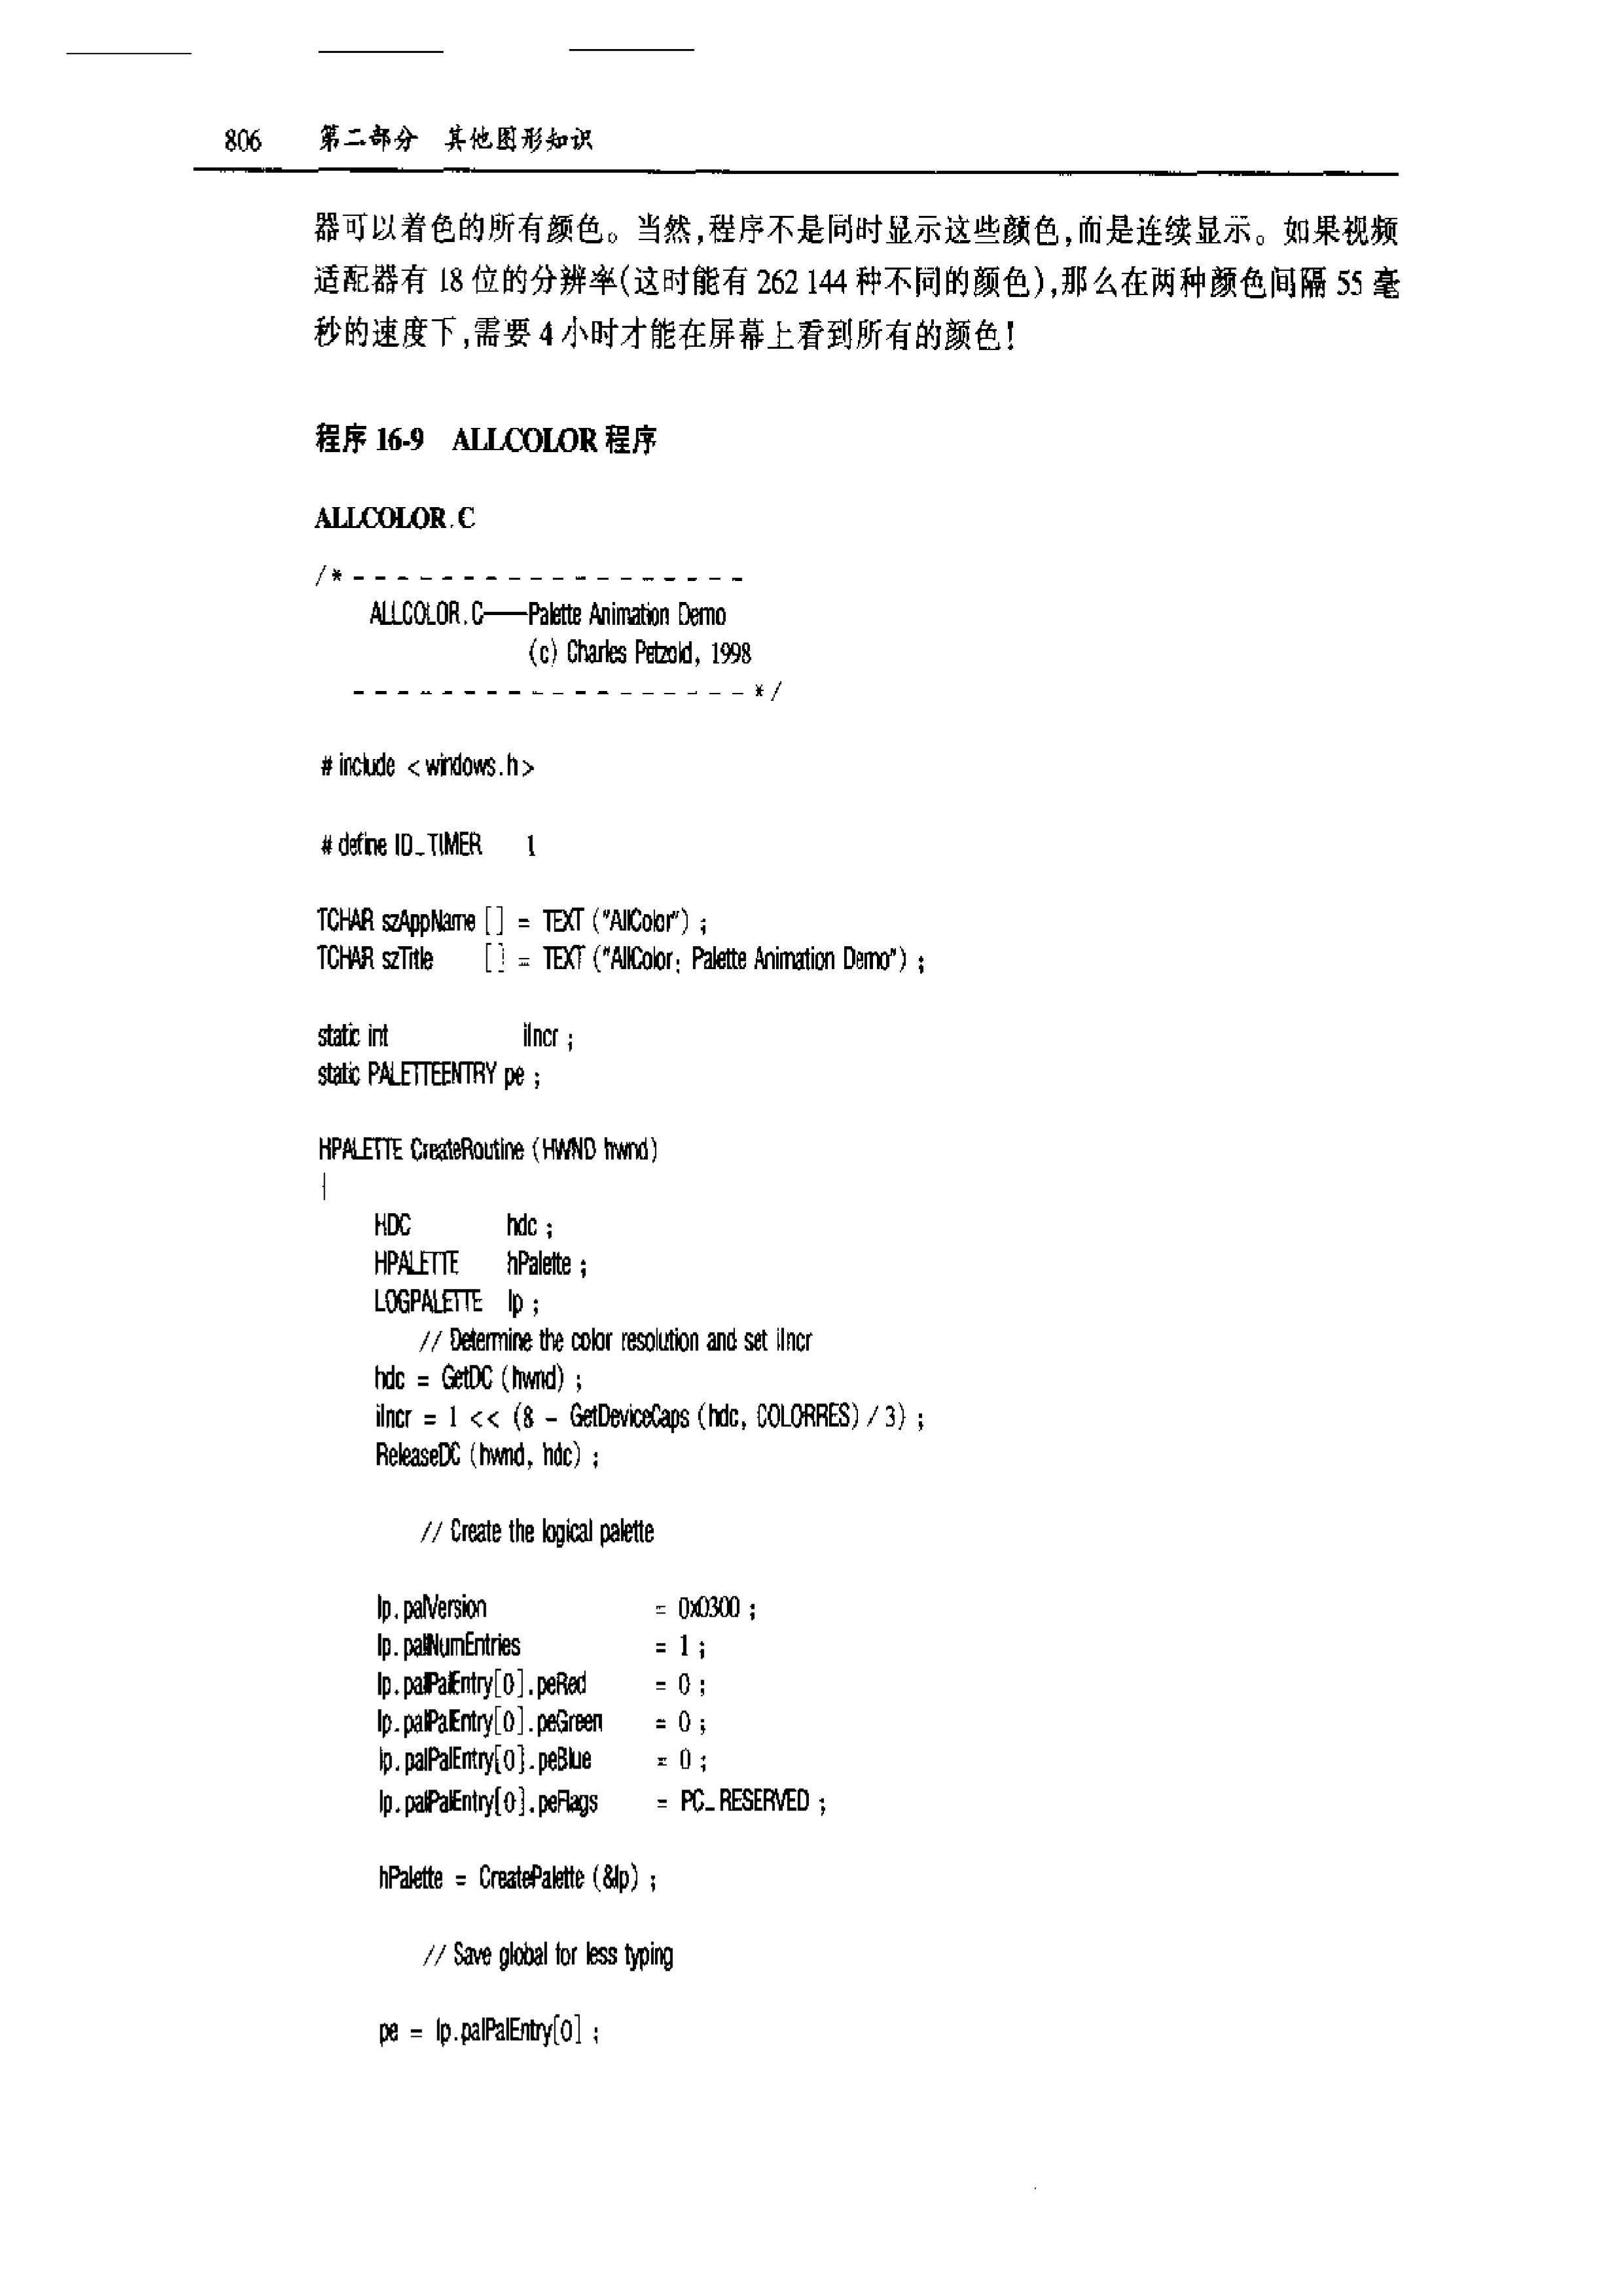 806 第二部分 其他图形知识
器可以着色的所有颜色。当然,程序不是同时显示这些颜色,而是连续显示。如果视频
适配器有 18 位的分辨率(这时能有 262 144 种不同的颜色),那么在两种颜色间隔 55 毫
秒的速度下,需要 4 小时才能在屏幕上看到所有的颜色!
程序 16-9 ALLCOLOR 程序
ALLCOLOR.C
/* - - - - - - - - - - - - - - - - - -
ALLCOLOR.C——Palette Animation Demo
(c) Charles Petzold, 1998
- - - - - - - - - - - - - - - - - - */
# include <windows.h>
# define ID_TIMER 1
TCHAR szAppName [] = TEXT ("AllColor") ;
TCHAR szTitle [] = TEXT ("AllColor: Palette Animation Demo") ;
static int iIncr ;
static PALETTEENTRY pe ;
HPALETTE CreateRoutine (HWND hwnd)
{
HDC hdc ;
HPALETTE hPalette ;
LOGPALETTE lp ;
// Determine the color resolution and set iIncr
hdc = GetDC (hwnd) ;
iIncr = 1 << (8 - GetDeviceCaps (hdc, COLORRES) / 3) ;
ReleaseDC (hwnd, hdc) ;
// Create the logical palette
lp.palVersion = 0x0300 ;
lp.palNumEntries = 1 ;
lp.palPalEntry[0].peRed = 0 ;
lp.palPalEntry[0].peGreen = 0 ;
lp.palPalEntry[0].peBlue = 0 ;
lp.palPalEntry[0].peFlags = PC_RESERVED ;
hPalette = CreatePalette (&lp) ;
// Save global for less typing
pe = lp.palPalEntry[0] ;